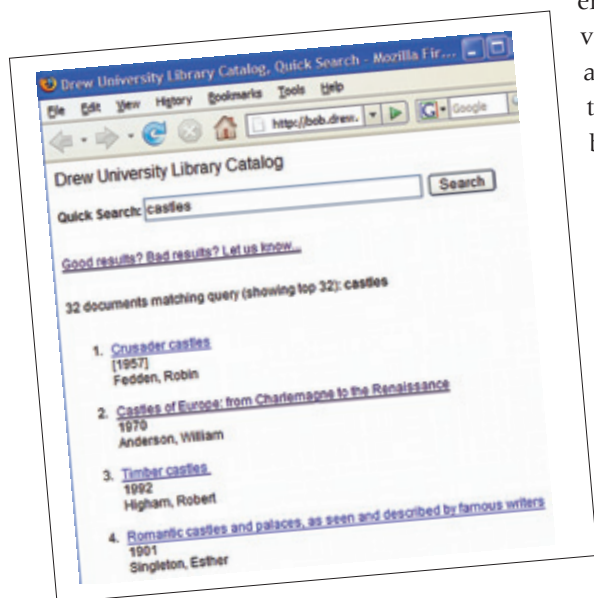 Drew University Library Catalog, Quick Search - Mozilla Fir...
File Edit View History Bookmarks Tools Help
http://bob.drew. Google
Drew University Library Catalog
Quick Search: castles Search
Good results? Bad results? Let us know...
32 documents matching query (showing top 32): castles
1. Crusader castles
[1957]
Fedden, Robin
2. Castles of Europe: from Charlemagne to the Renaissance
1970
Anderson, William
3. Timber castles
1992
Higham, Robert
4. Romantic castles and palaces, as seen and described by famous writers
1901
Singleton, Esther